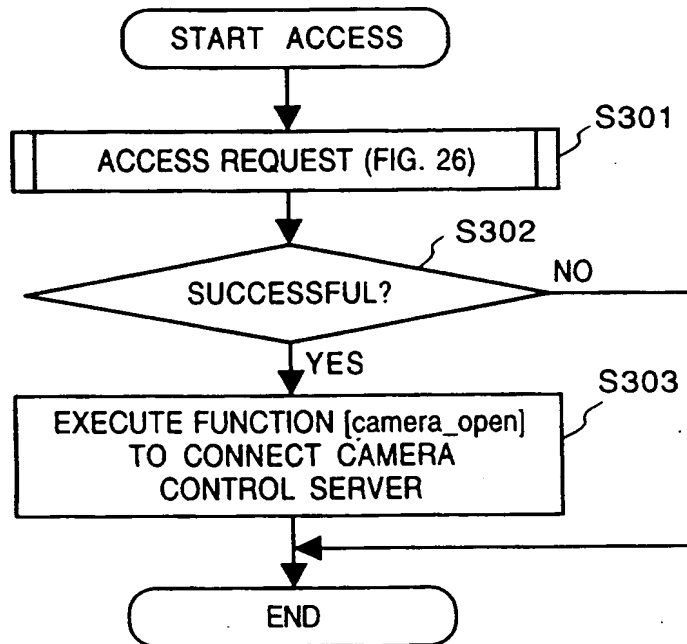 START ACCESS
S301
ACCESS REQUEST (FIG. 26)
S302
SUCCESSFUL?
NO
YES
S303
EXECUTE FUNCTION [camera_open]
TO CONNECT CAMERA
CONTROL SERVER
END